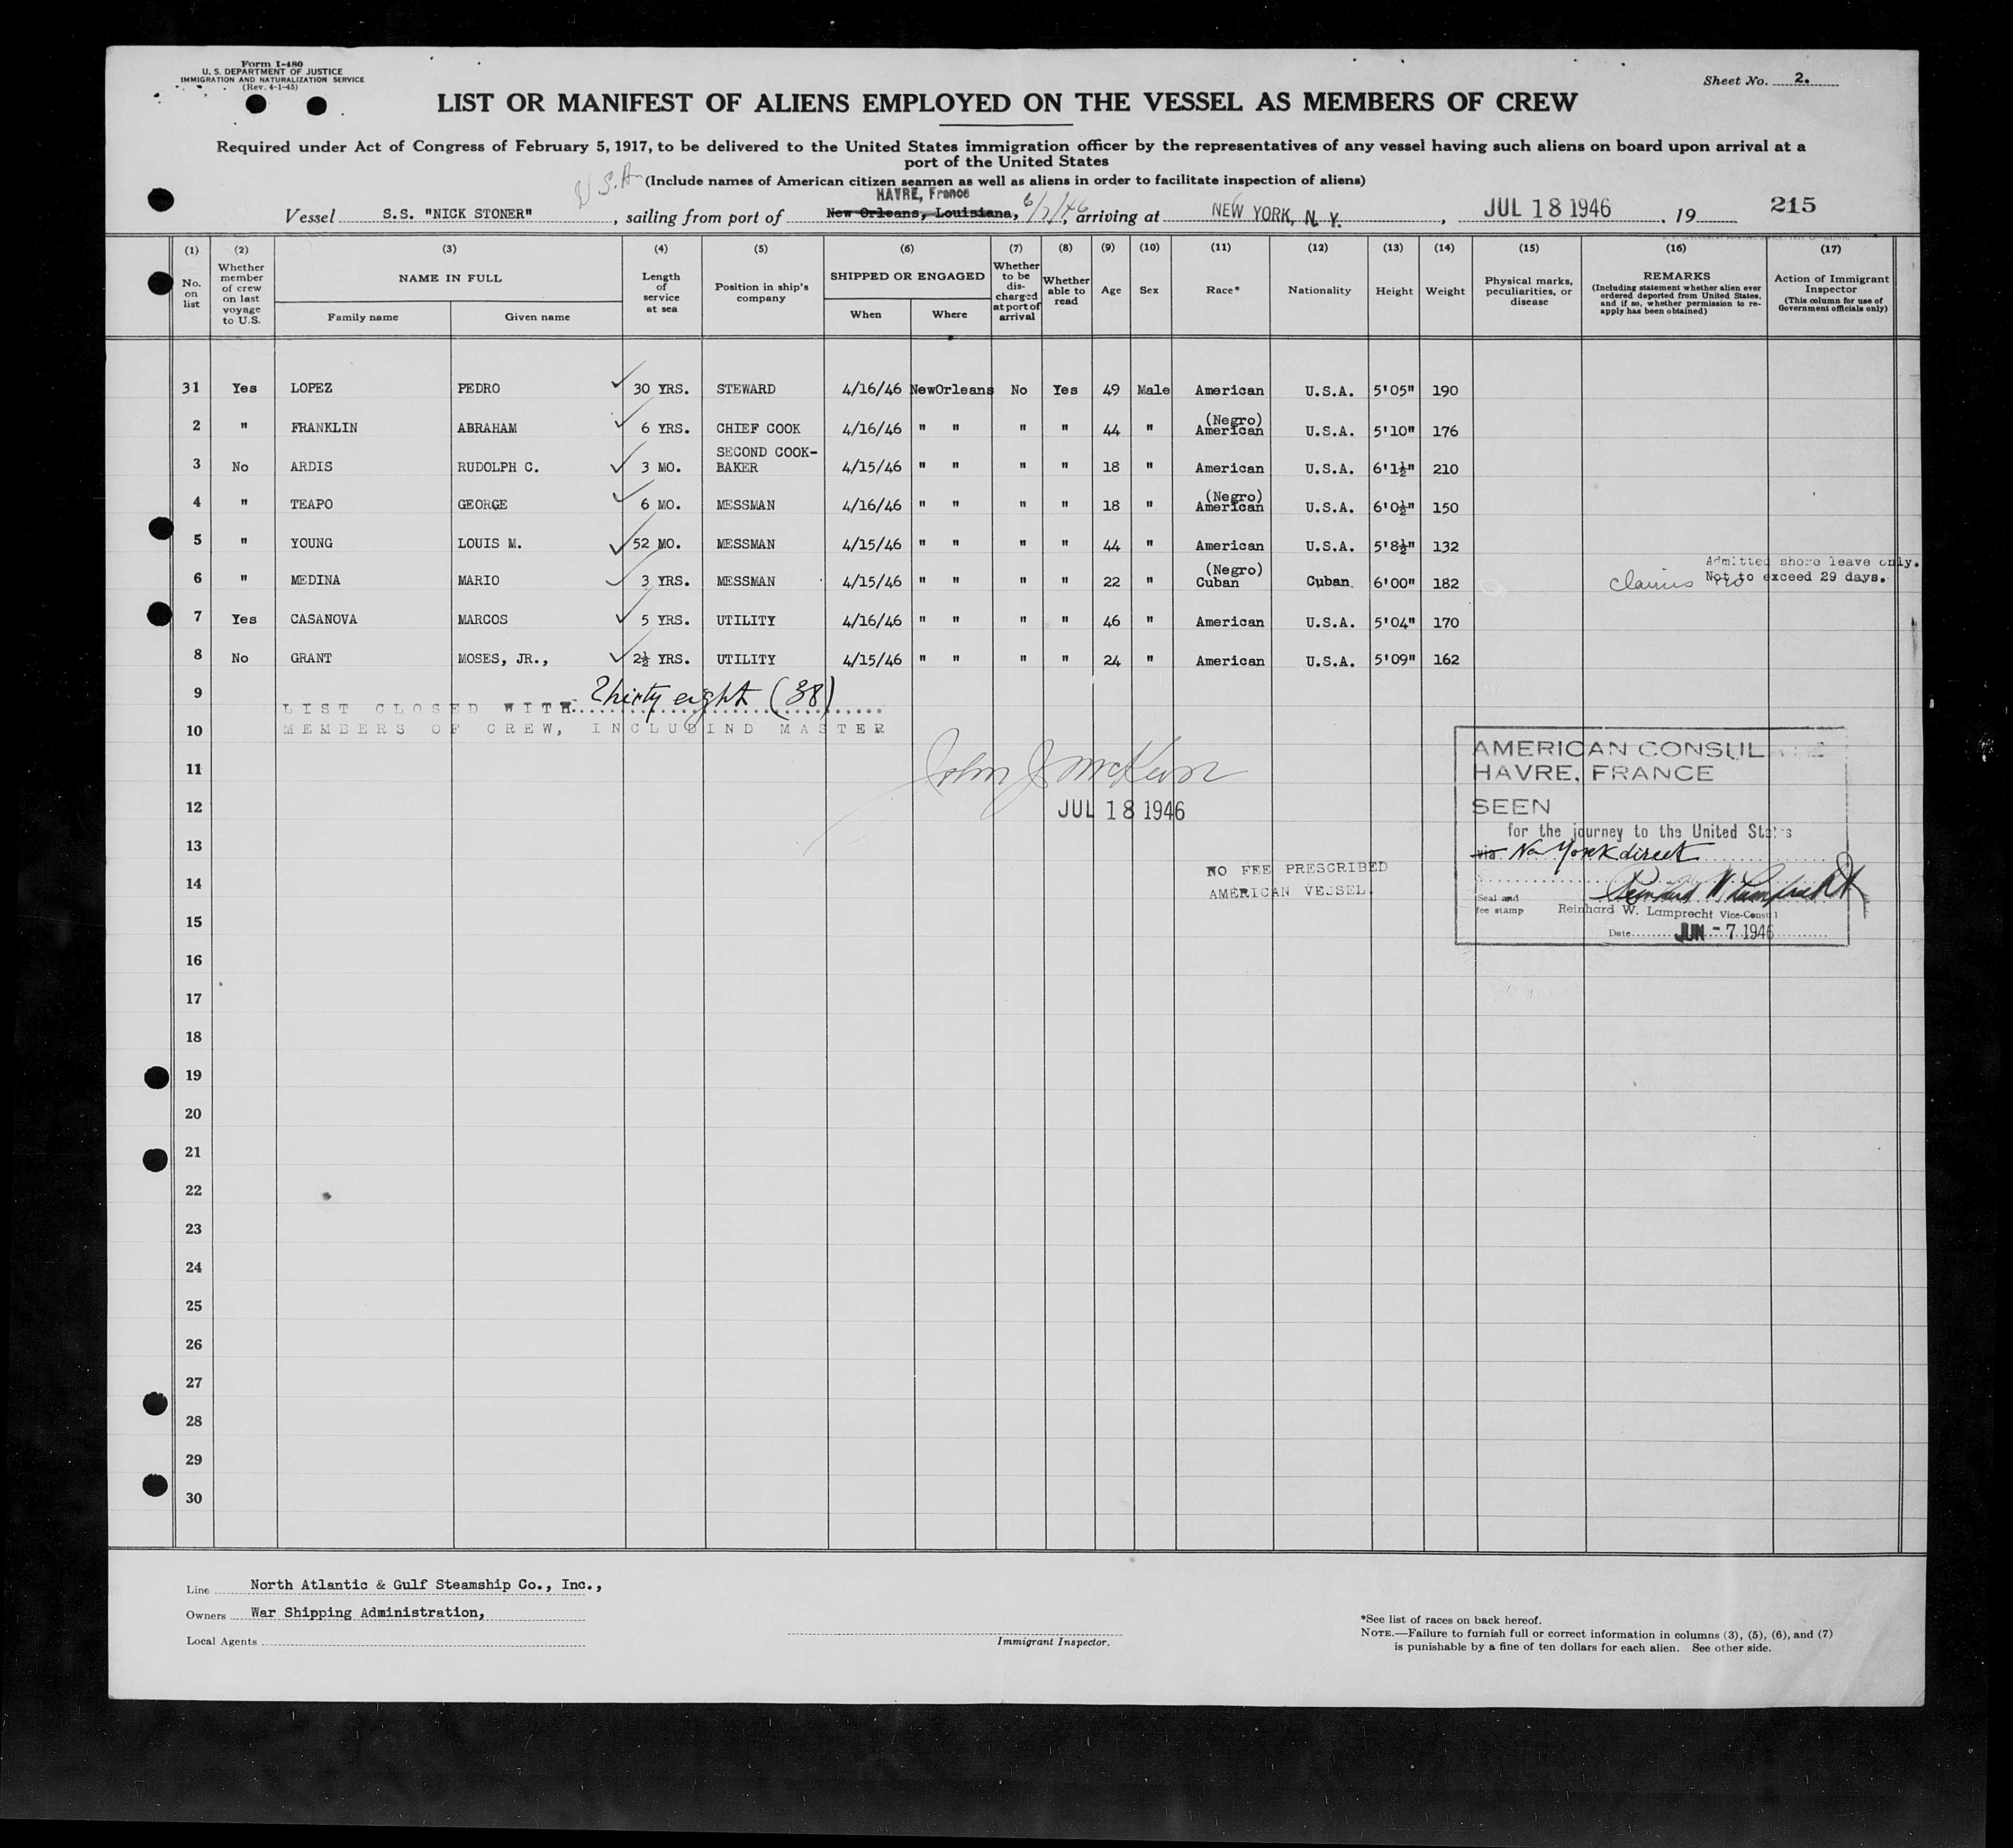 Form I-480
U. S. DEPARTMENT OF JUSTICE
IMMIGRATION AND NATURALIZATION SERVICE
(Rev. 4-1-45)
Sheet No. 2.
LIST OR MANIFEST OF ALIENS EMPLOYED ON THE VESSEL AS MEMBERS OF CREW
Required under Act of Congress of February 5, 1917, to be delivered to the United States immigration officer by the representatives of any vessel having such aliens on board upon arrival at a
port of the United States
U.S.A.
(Include names of American citizen seamen as well as aliens in order to facilitate inspection of aliens)
HAVRE, France
Vessel S.S. "NICK STONER", sailing from port of New Orleans, Louisiana, 6/7/46, arriving at NEW YORK, N. Y., JUL 18 1946, 19 215
(1) (2) (3) (4) (5) (6) (7) (8) (9) (10) (11) (12) (13) (14) (15) (16) (17)
No. on list Whether member of crew on last voyage to U.S. NAME IN FULL Family name Given name Length of service at sea Position in ship's company SHIPPED OR ENGAGED When Where Whether to be discharged at port of arrival Whether able to read Age Sex Race* Nationality Height Weight Physical marks, peculiarities, or disease REMARKS (Including statement whether alien ever ordered deported from United States, and if so, whether permission to re-apply has been obtained) Action of Immigrant Inspector (This column for use of Government officials only)
31 Yes LOPEZ PEDRO ✓ 30 YRS. STEWARD 4/16/46 NewOrleans No Yes 49 Male American U.S.A. 5'05" 190
2 " FRANKLIN ABRAHAM ✓ 6 YRS. CHIEF COOK 4/16/46 " " " " 44 " (Negro) American U.S.A. 5'10" 176
3 No ARDIS RUDOLPH C. ✓ 3 MO. SECOND COOK-BAKER 4/15/46 " " " " 18 " American U.S.A. 6'1½" 210
4 " TEAPO GEORGE ✓ 6 MO. MESSMAN 4/16/46 " " " " 18 " (Negro) American U.S.A. 6'0½" 150
5 " YOUNG LOUIS M. ✓ 52 MO. MESSMAN 4/15/46 " " " " 44 " American U.S.A. 5'8½" 132
6 " MEDINA MARIO ✓ 3 YRS. MESSMAN 4/15/46 " " " " 22 " (Negro) Cuban Cuban. 6'00" 182 claims Admitted shore leave only. Not to exceed 29 days.
7 Yes CASANOVA MARCOS ✓ 5 YRS. UTILITY 4/16/46 " " " " 46 " American U.S.A. 5'04" 170
8 No GRANT MOSES, JR., ✓ 2½ YRS. UTILITY 4/15/46 " " " " 24 " American U.S.A. 5'09" 162
9 LIST CLOSED WITH Thirty eight (38)
10 MEMBERS OF CREW, INCLUDIND MASTER
11
12 JUL 18 1946
13
14
15
16
17
18
19
20
21
22
23
24
25
26
27
28
29
30
NO FEE PRESCRIBED
AMERICAN VESSEL.
AMERICAN CONSULATE
HAVRE, FRANCE
SEEN
for the journey to the United States
via New York direct
Seal and
fee stamp
Reinhard W. Lamprecht Vice-Consul
Date JUN - 7 1946
Line North Atlantic & Gulf Steamship Co., Inc.,
Owners War Shipping Administration,
Local Agents
Immigrant Inspector.
*See list of races on back hereof.
NOTE.—Failure to furnish full or correct information in columns (3), (5), (6), and (7)
is punishable by a fine of ten dollars for each alien. See other side.